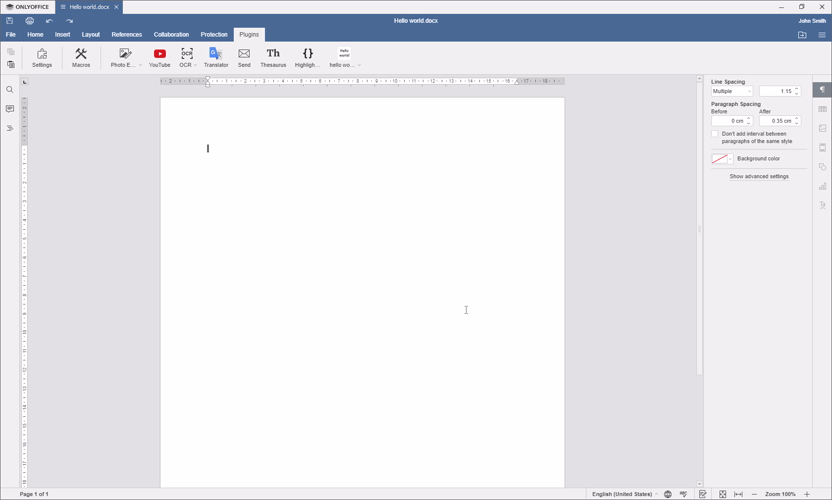 ONLYOFFICE
Hello world.docx
Hello world.docx
John Smith
File
Home
Insert
Layout
References
Collaboration
Protection
Plugins
Settings
Macros
Photo E...
YouTube
OCR
OCR
Translator
Send
Th
Thesaurus
{}
Highligh...
Hello world!
hello wo...
Line Spacing
Multiple
1.15
Paragraph Spacing
Before
After
0 cm
0.35 cm
Don't add interval between
paragraphs of the same style
Background color
Show advanced settings
Page 1 of 1
English (United States)
Zoom 100%